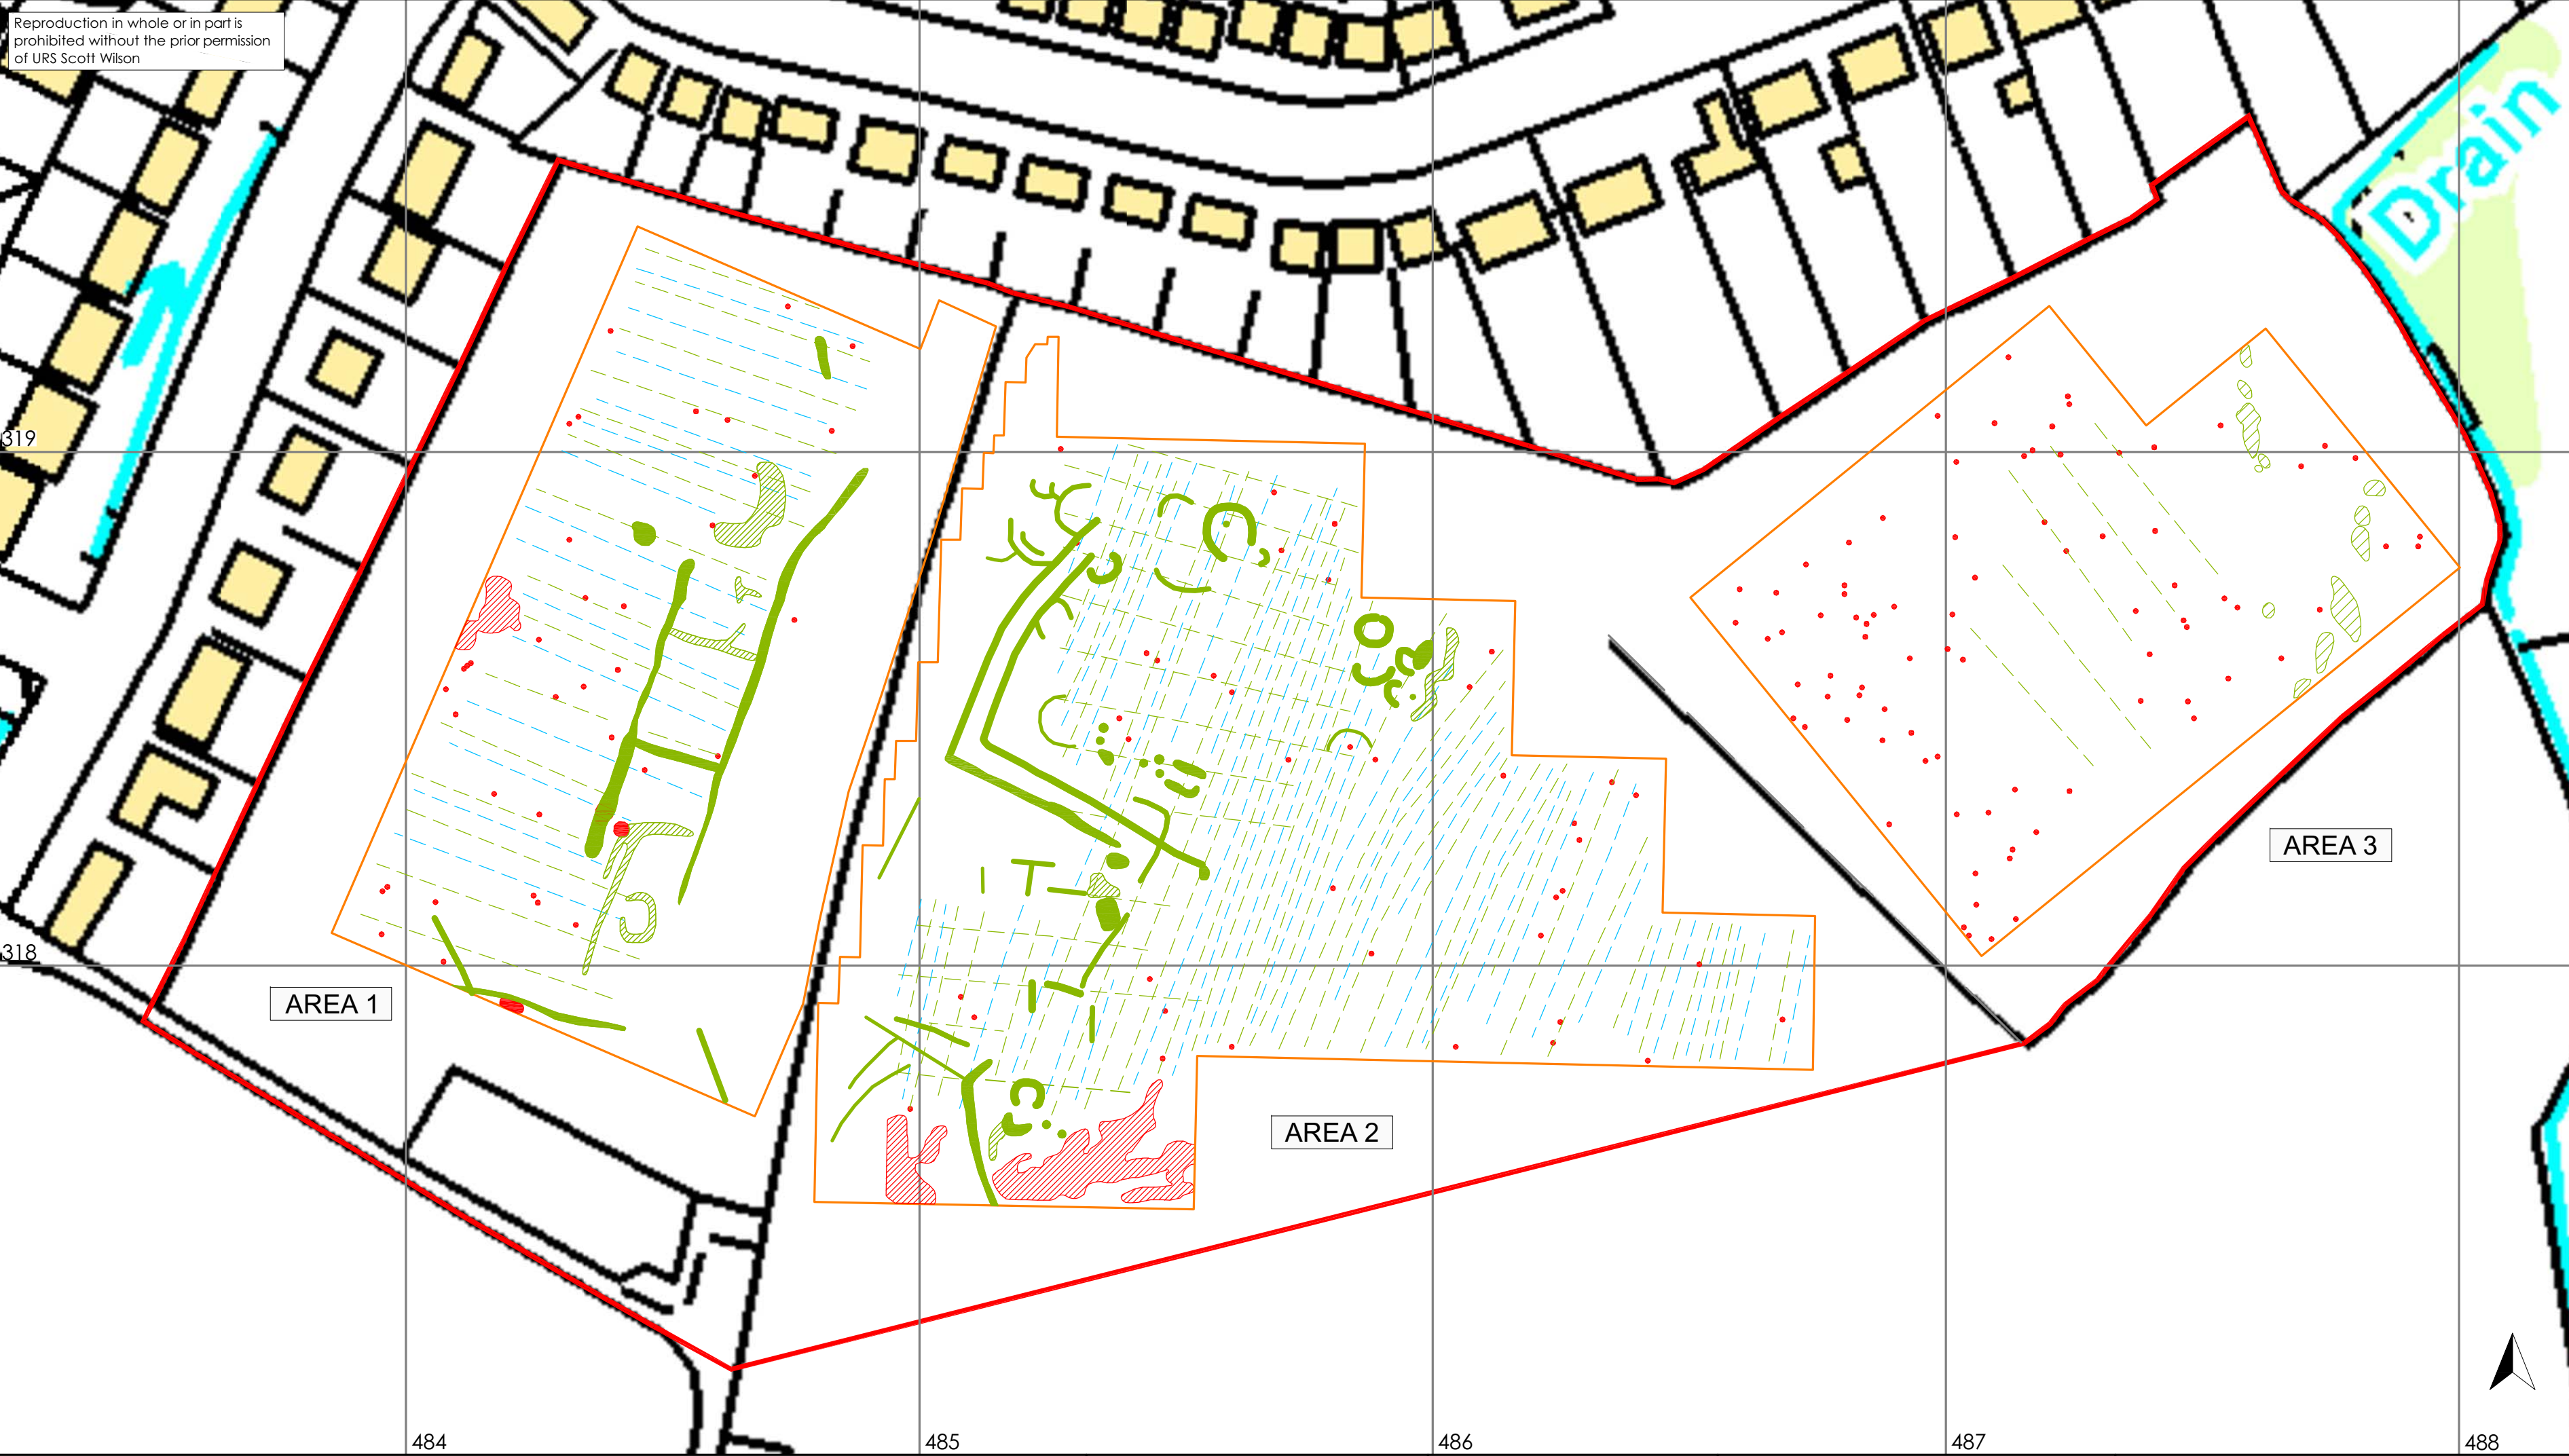 Reproduction in whole or in part is
prohibited without the prior permission
of URS Scott Wilson
Drain
319
318
AREA 1
AREA 2
AREA 3
484
485
486
487
488